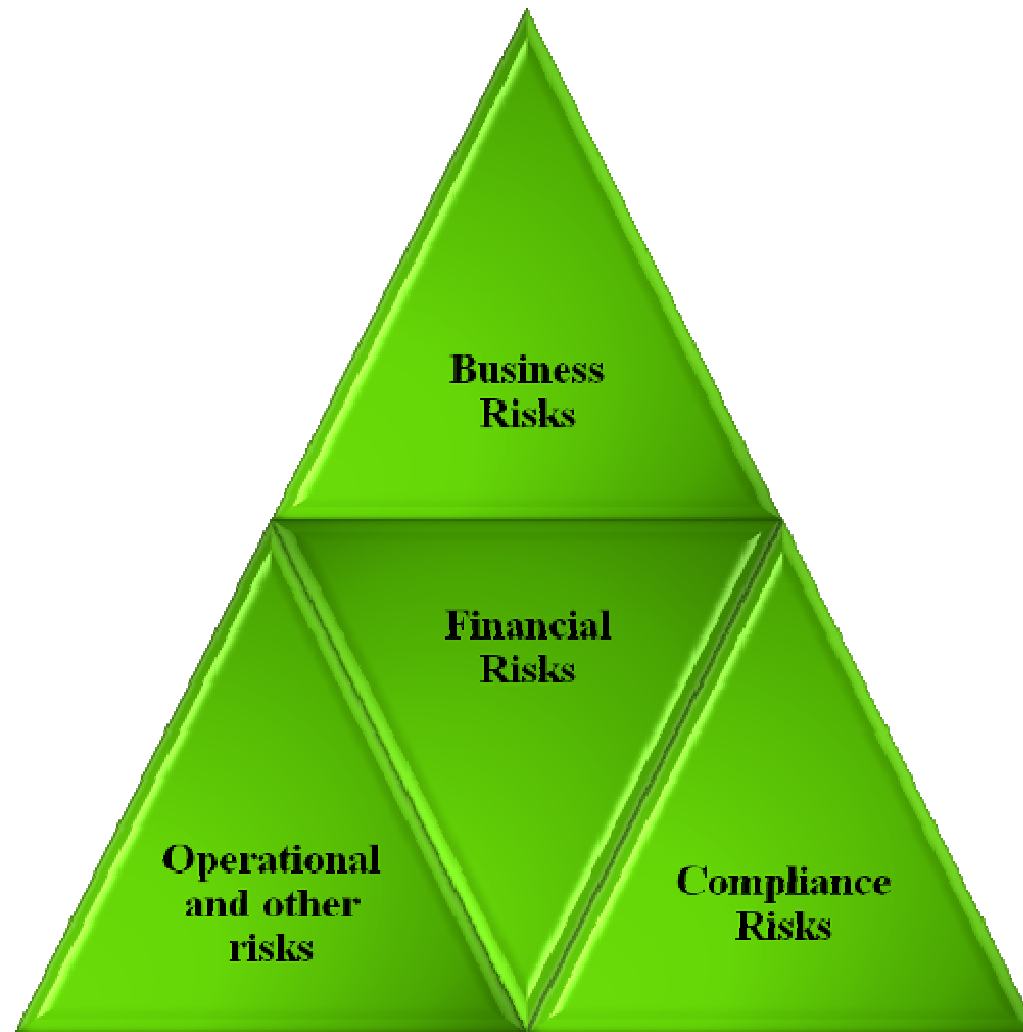 Business
Risks
Financial
Risks
Operational
and other
risks
Compliance
Risks